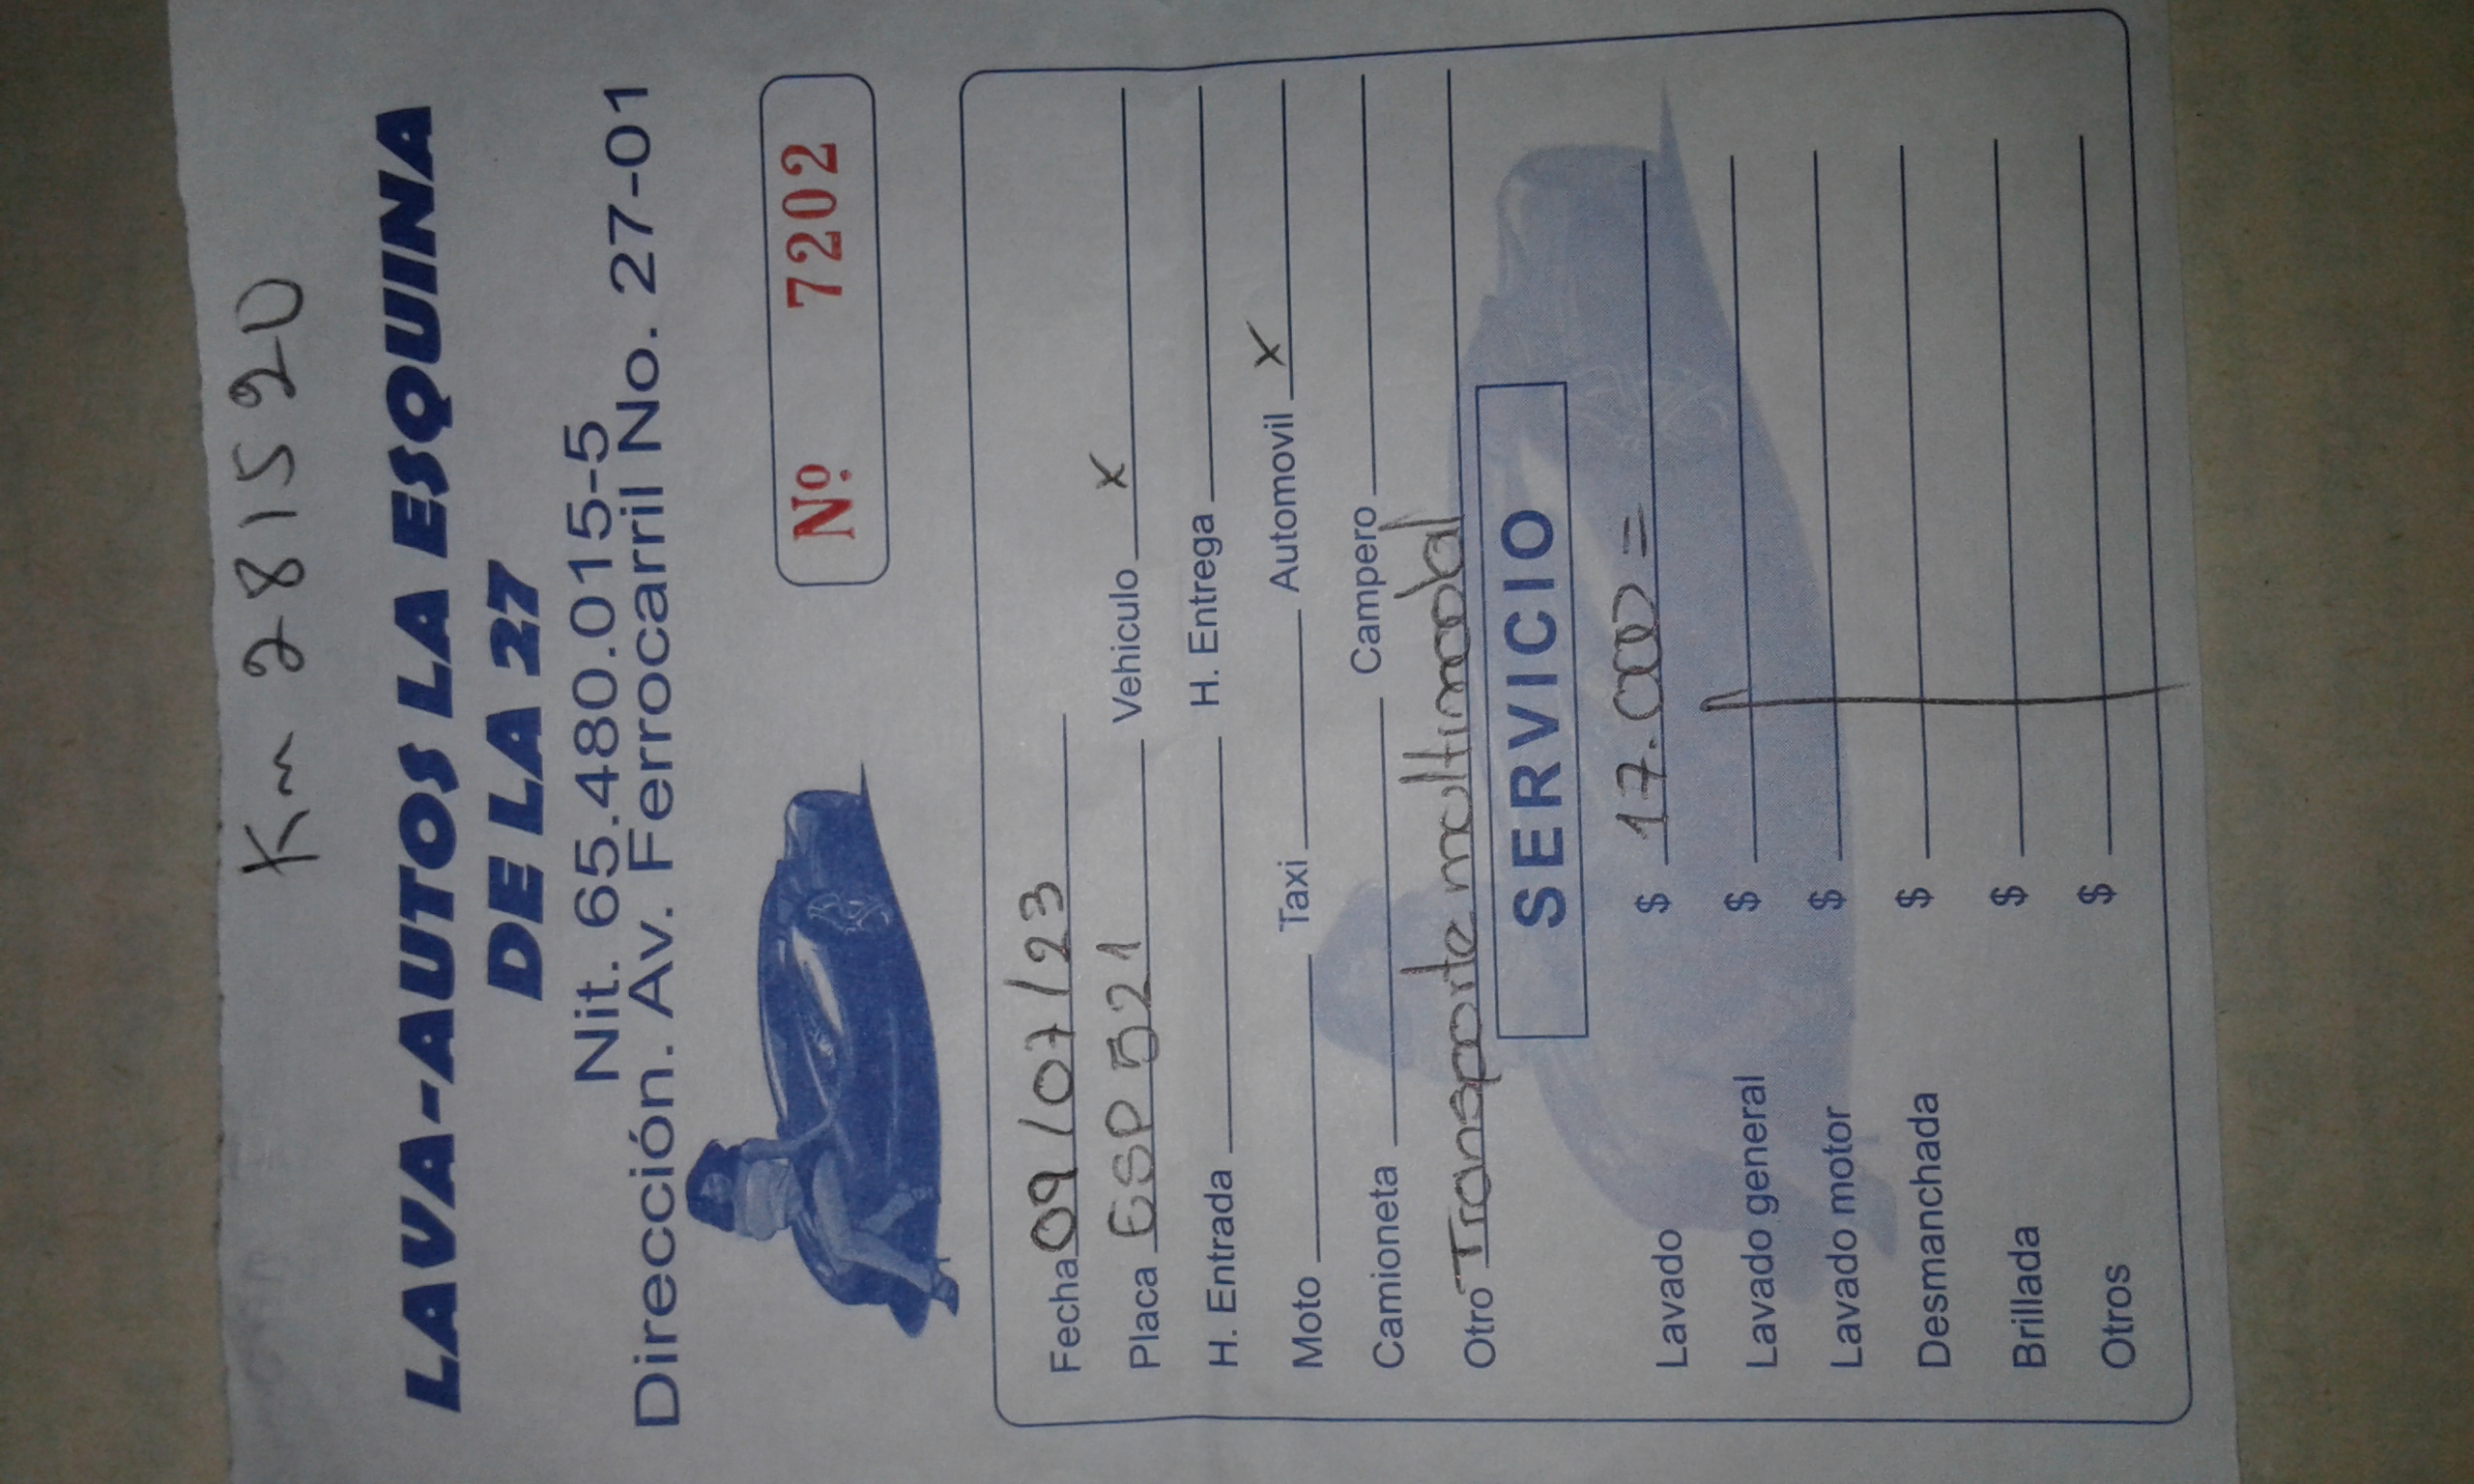 Km 281520
LAVA-AUTOS LA ESQUINA
DE LA 27
Nit. 65.480.015-5
Dirección. Av. Ferrocarril No. 27-01
Nº 7202
Fecha 09/07/23
Placa ESP 521 Vehiculo x
H. Entrada H. Entrega
Moto Taxi Automovil x
Camioneta Campero
Otro Transporte multimodal
SERVICIO
Lavado $ 17.000=
Lavado general $
Lavado motor $
Desmanchada $
Brillada $
Otros $